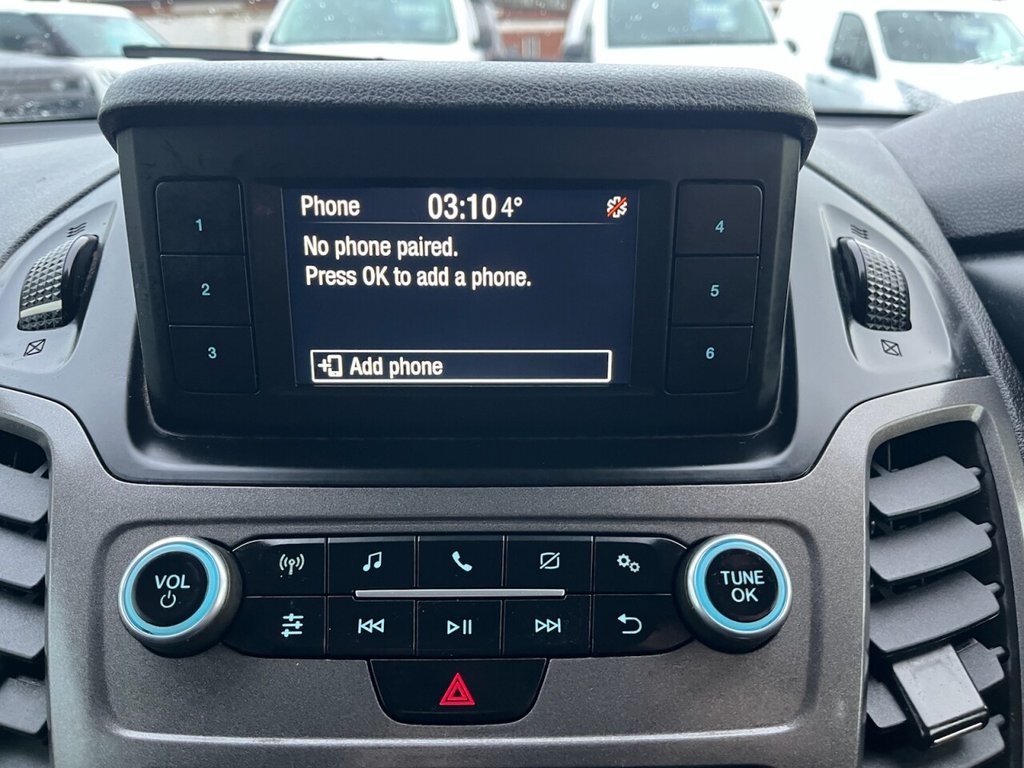 Phone 03:10 4°
No phone paired.
Press OK to add a phone.
Add phone
1
2
3
4
5
6
VOL
TUNE
OK